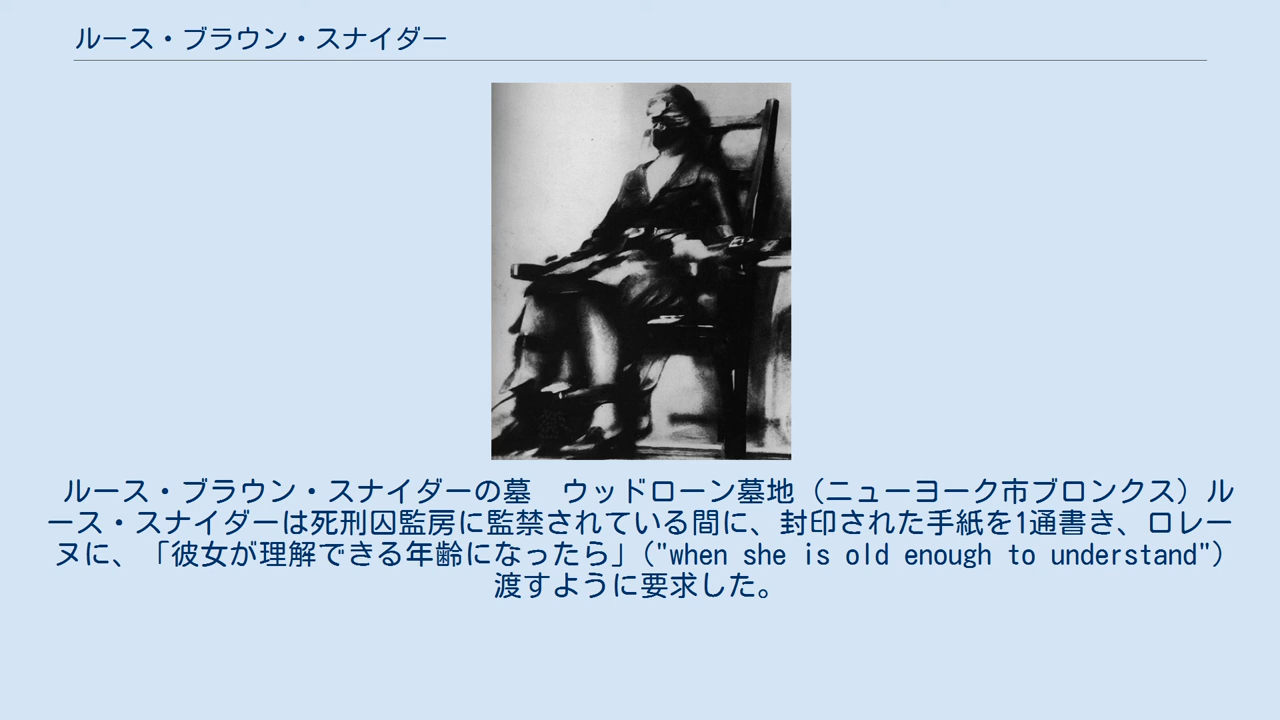 ルース・ブラウン・スナイダー
ルース・ブラウン・スナイダーの墓　ウッドローン墓地（ニューヨーク市ブロンクス）ル
ース・スナイダーは死刑囚監房に監禁されている間に、封印された手紙を1通書き、ロレー
ヌに、「彼女が理解できる年齢になったら」("when she is old enough to understand")
渡すように要求した。